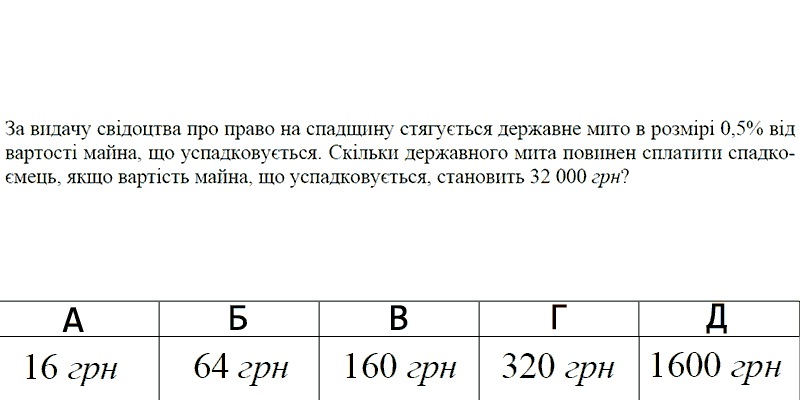 За видачу свідоцтва про право на спадщину стягується державне мито в розмірі 0,5% від
вартості майна, що успадковується. Скільки державного мита повинен сплатити спадко-
ємець, якщо вартість майна, що успадковується, становить 32 000 грн?
А Б В Г Д
16 грн 64 грн 160 грн 320 грн 1600 грн